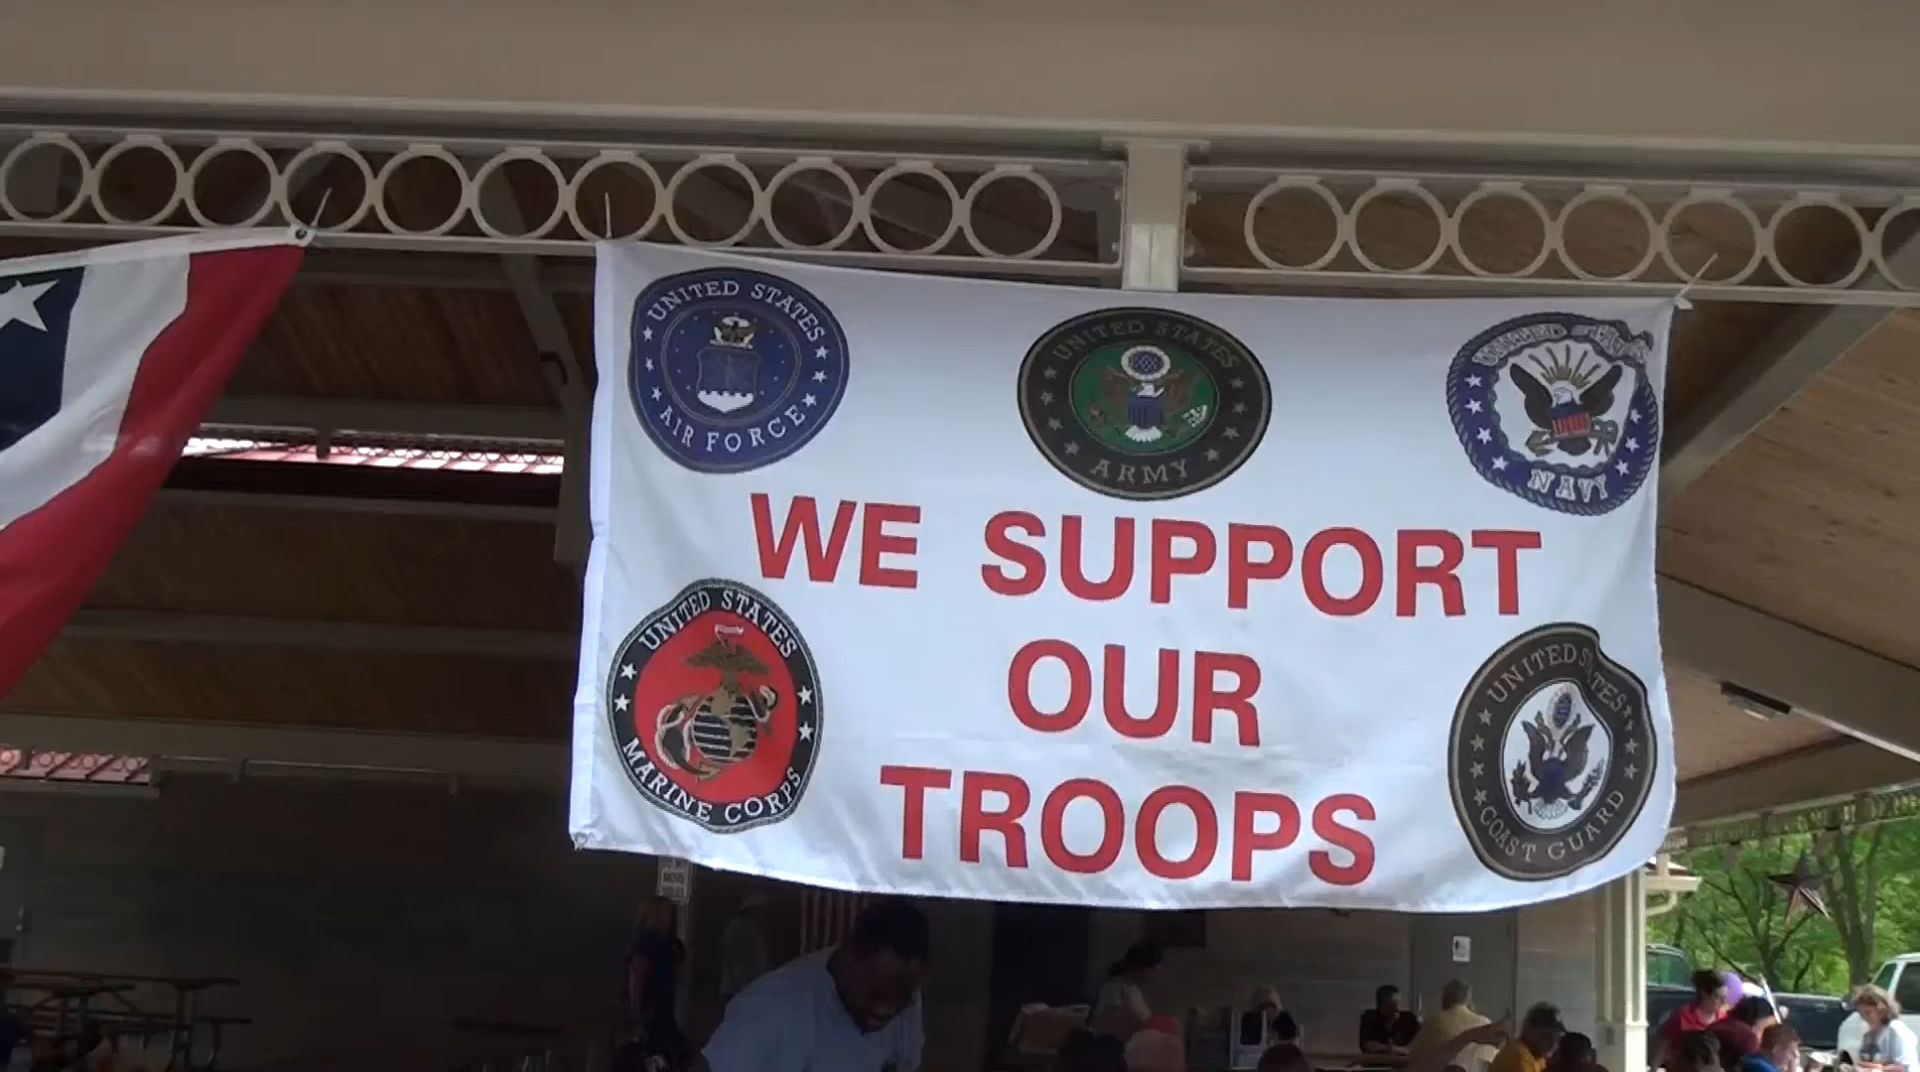 UNITED STATES
AIR FORCE
UNITED STATES
ARMY
UNITED STATES
NAVY
WE SUPPORT
OUR
TROOPS
UNITED STATES
MARINE CORPS
UNITED STATES
COAST GUARD